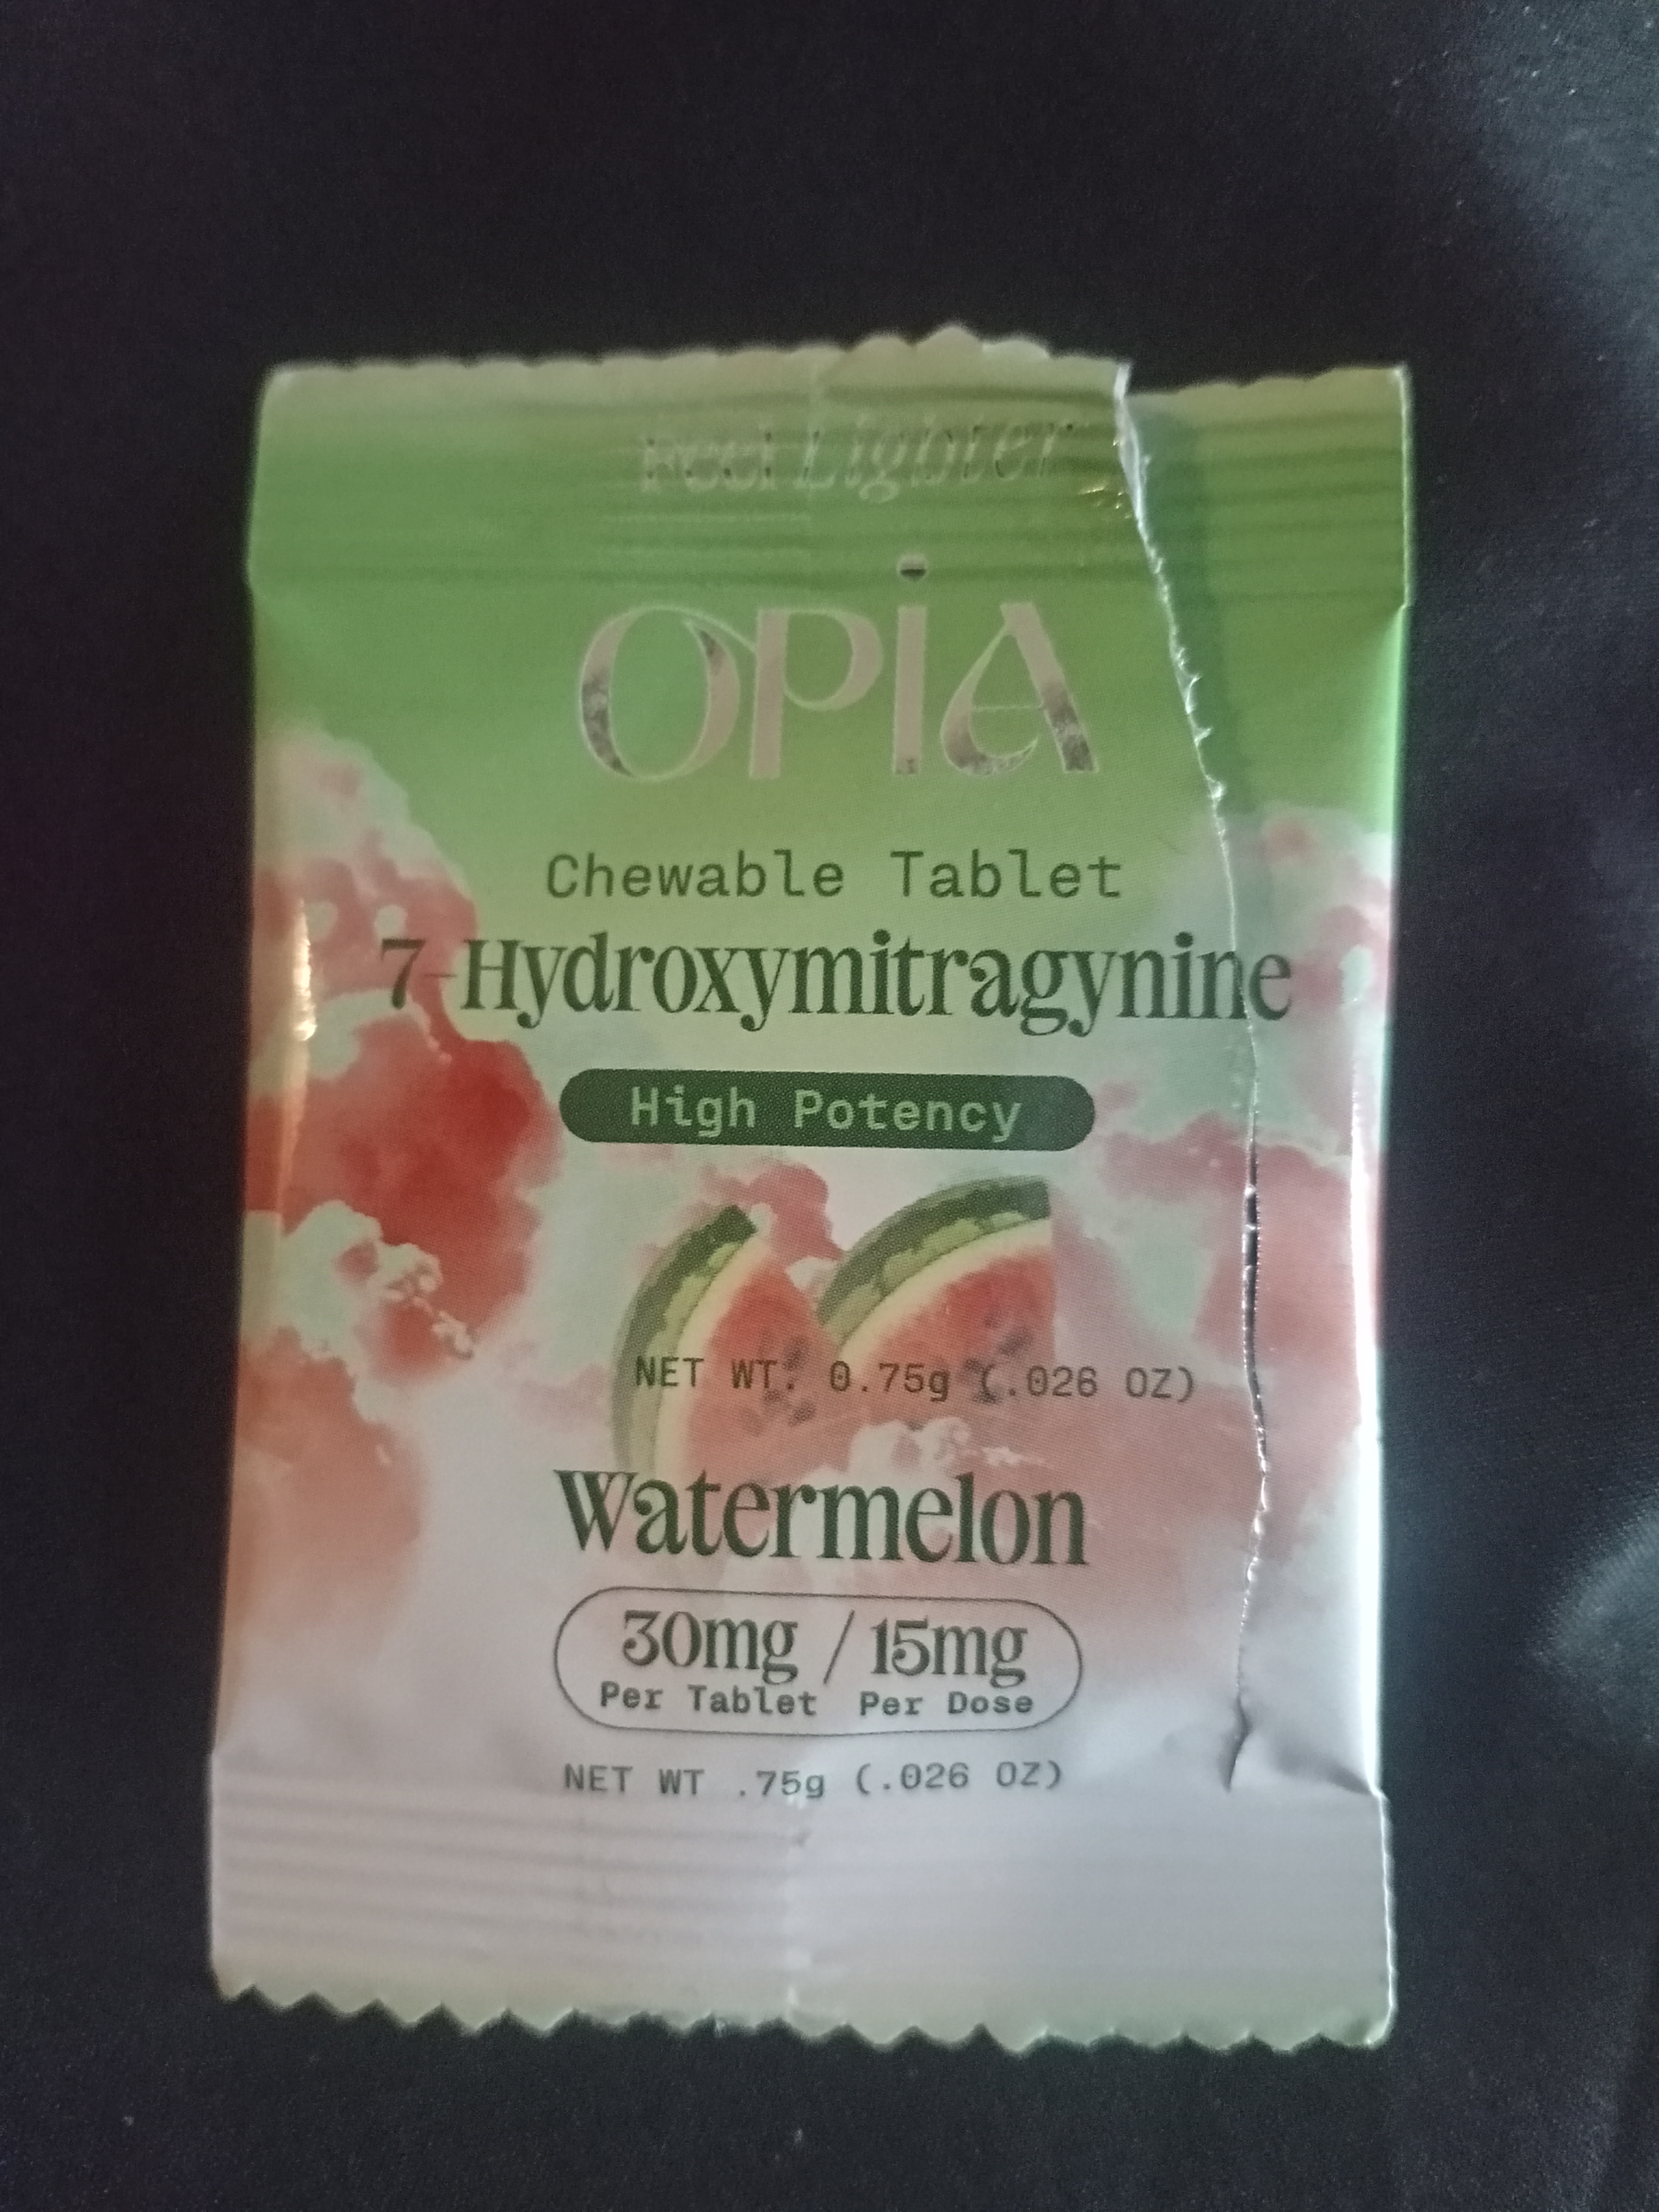 Feel Lighter
OPiA
Chewable Tablet
7-Hydroxymitragynine
High Potency
NET WT. 0.75g (.026 OZ)
Watermelon
30mg / 15mg
Per Tablet Per Dose
NET WT .75g (.026 OZ)